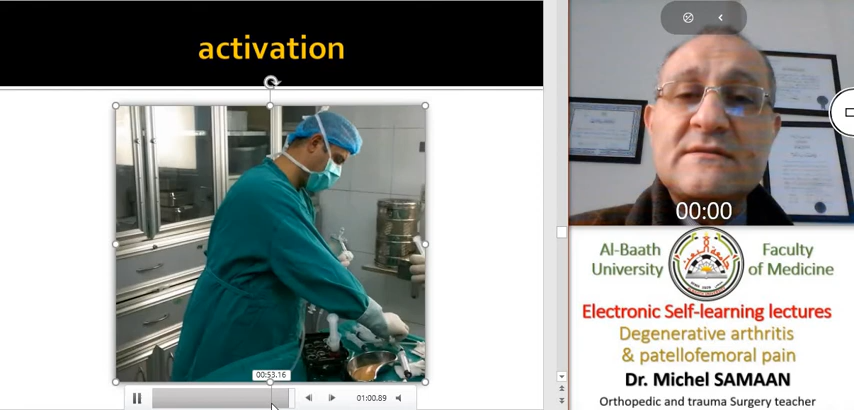 activation
00:53.16
01:00.89
00:00
Al-Baath
University
Faculty
of Medicine
Electronic Self-learning lectures
Degenerative arthritis
& patellofemoral pain
Dr. Michel SAMAAN
Orthopedic and trauma Surgery teacher